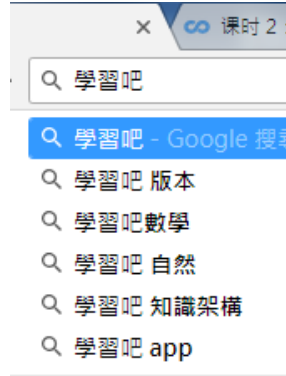 课时 2
學習吧
學習吧 - Google 搜尋
學習吧 版本
學習吧數學
學習吧 自然
學習吧 知識架構
學習吧 app